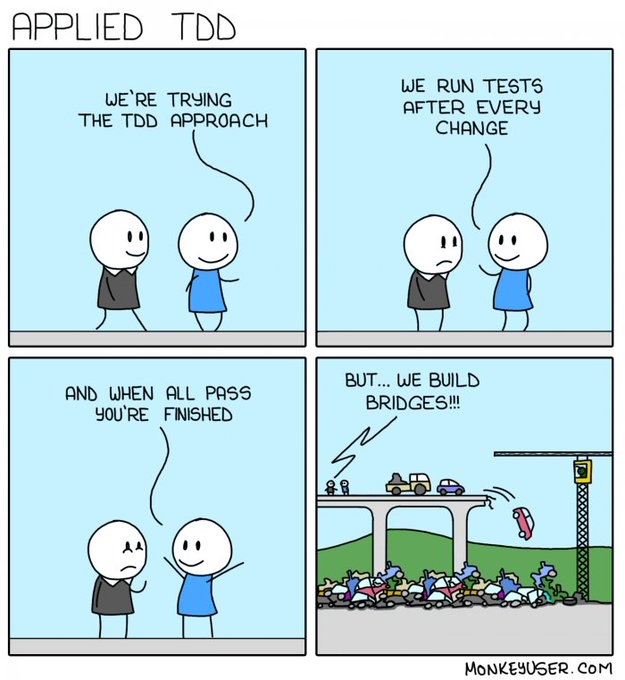 APPLIED TDD
WE'RE TRYING
THE TDD APPROACH
WE RUN TESTS
AFTER EVERY
CHANGE
AND WHEN ALL PASS
YOU'RE FINISHED
BUT... WE BUILD
BRIDGES!!!
MONKEYUSER.COM